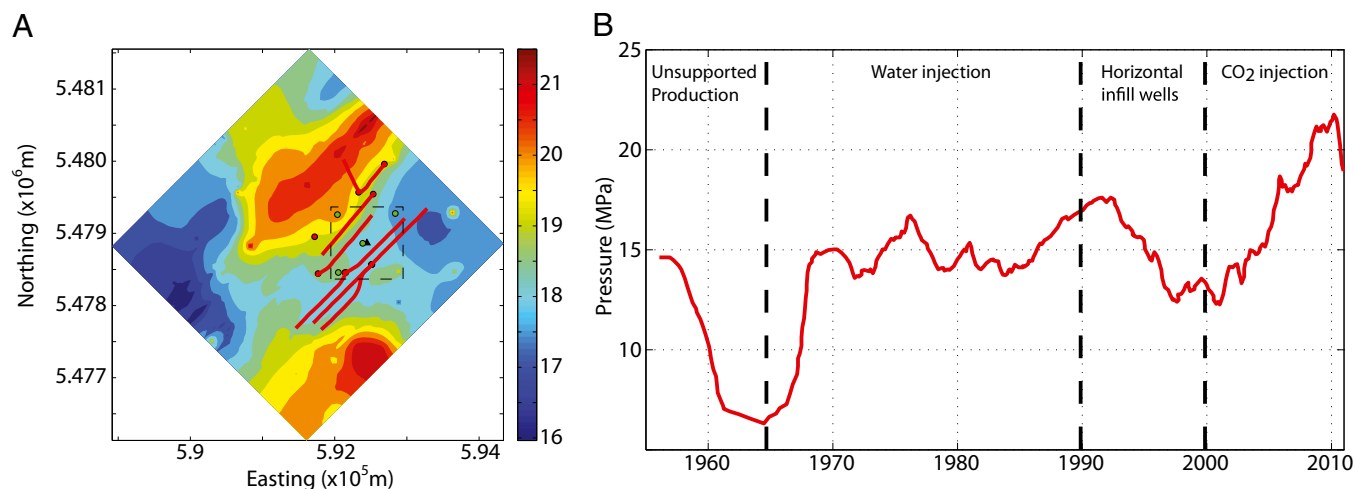 A
5.481
5.480
5.479
5.478
5.477
Northing (x10⁶m)
5.9
5.92
5.94
Easting (x10⁵m)
21
20
19
18
17
16
B
25
20
15
10
Pressure (MPa)
Unsupported
Production
Water injection
Horizontal
infill wells
CO₂ injection
1960
1970
1980
1990
2000
2010